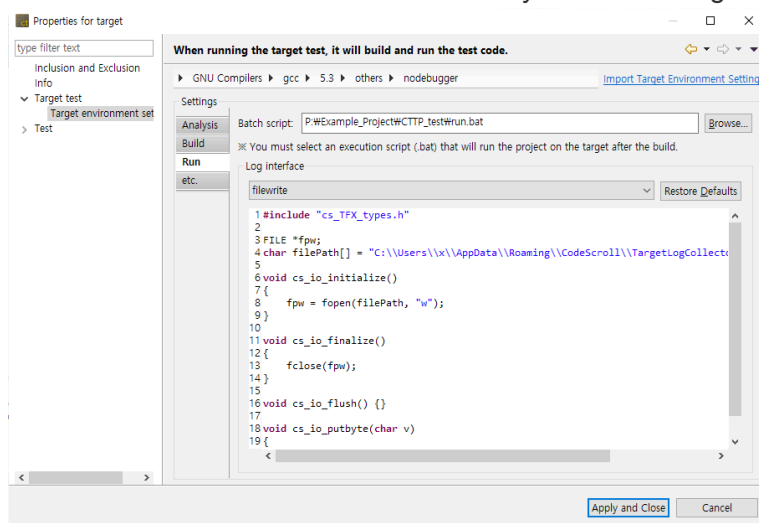 Properties for target
type filter text
Inclusion and Exclusion
Info
Target test
Target environment set
Test
When running the target test, it will build and run the test code.
GNU Compilers gcc 5.3 others nodebugger
Import Target Environment Setting
Settings
Analysis
Build
Run
etc.
Batch script: P:₩Example_Project₩CTTP_test₩run.bat Browse...
※ You must select an execution script (.bat) that will run the project on the target after the build.
Log interface
filewrite Restore Defaults
1 #include "cs_TFX_types.h"
2
3 FILE *fpw;
4 char filePath[] = "C:\\Users\\x\\AppData\\Roaming\\CodeScroll\\TargetLogCollecto
5
6 void cs_io_initialize()
7 {
8     fpw = fopen(filePath, "w");
9 }
10
11 void cs_io_finalize()
12 {
13     fclose(fpw);
14 }
15
16 void cs_io_flush() {}
17
18 void cs_io_putbyte(char v)
19 {
Apply and Close Cancel